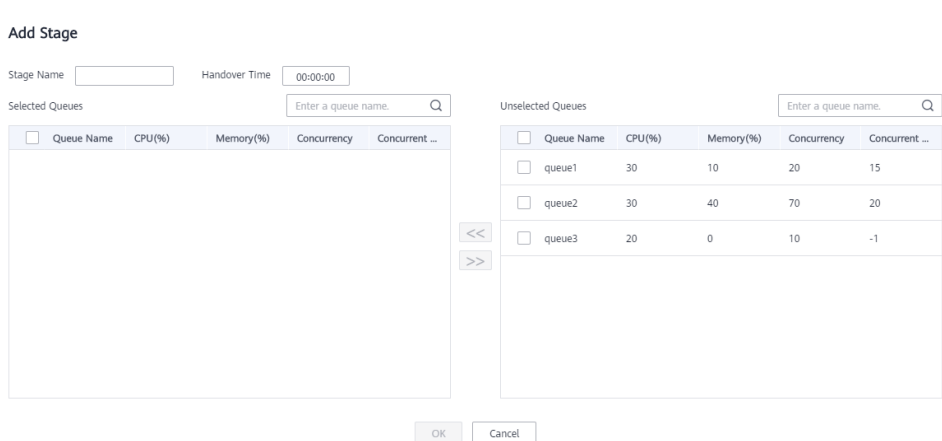 Add Stage
Stage Name Handover Time 00:00:00
Selected Queues Enter a queue name. Unselected Queues Enter a queue name.
Queue Name CPU(%) Memory(%) Concurrency Concurrent ... Queue Name CPU(%) Memory(%) Concurrency Concurrent ...
queue1 30 10 20 15
queue2 30 40 70 20
<<
queue3 20 0 10 -1
>>
OK Cancel